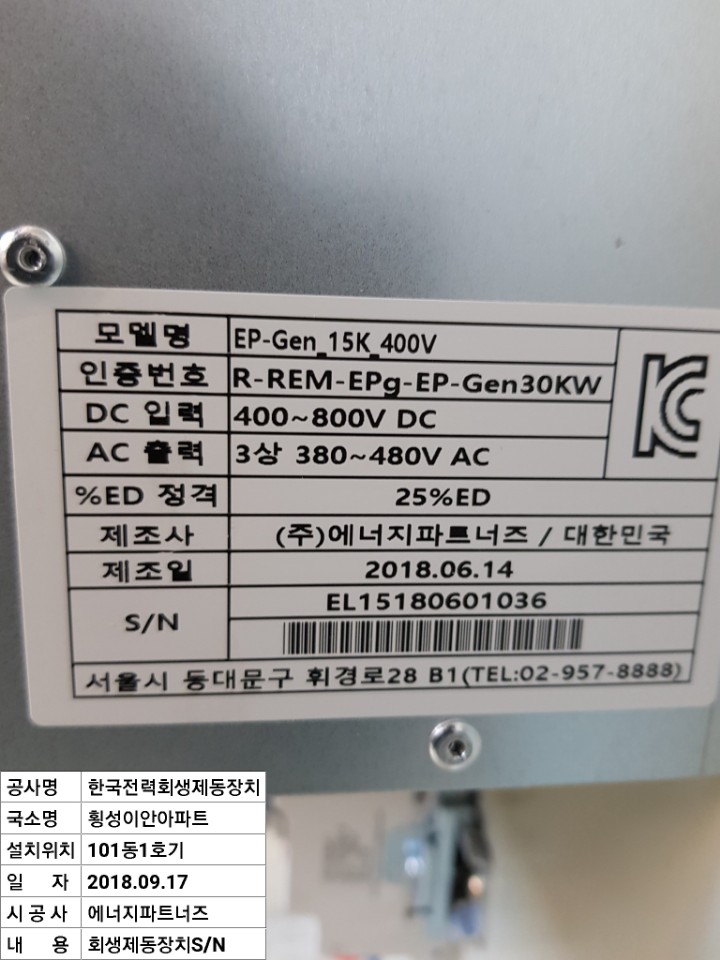 모델명 EP-Gen_15K_400V
인증번호 R-REM-EPg-EP-Gen30KW
DC 입력 400~800V DC
AC 출력 3상 380~480V AC
%ED 정격 25%ED
제조사 (주)에너지파트너즈 / 대한민국
제조일 2018.06.14
S/N EL15180601036
서울시 동대문구 휘경로28 B1(TEL:02-957-8888)
공사명 한국전력회생제동장치
국소명 횡성이안아파트
설치위치 101동1호기
일 자 2018.09.17
시 공 사 에너지파트너즈
내 용 회생제동장치S/N